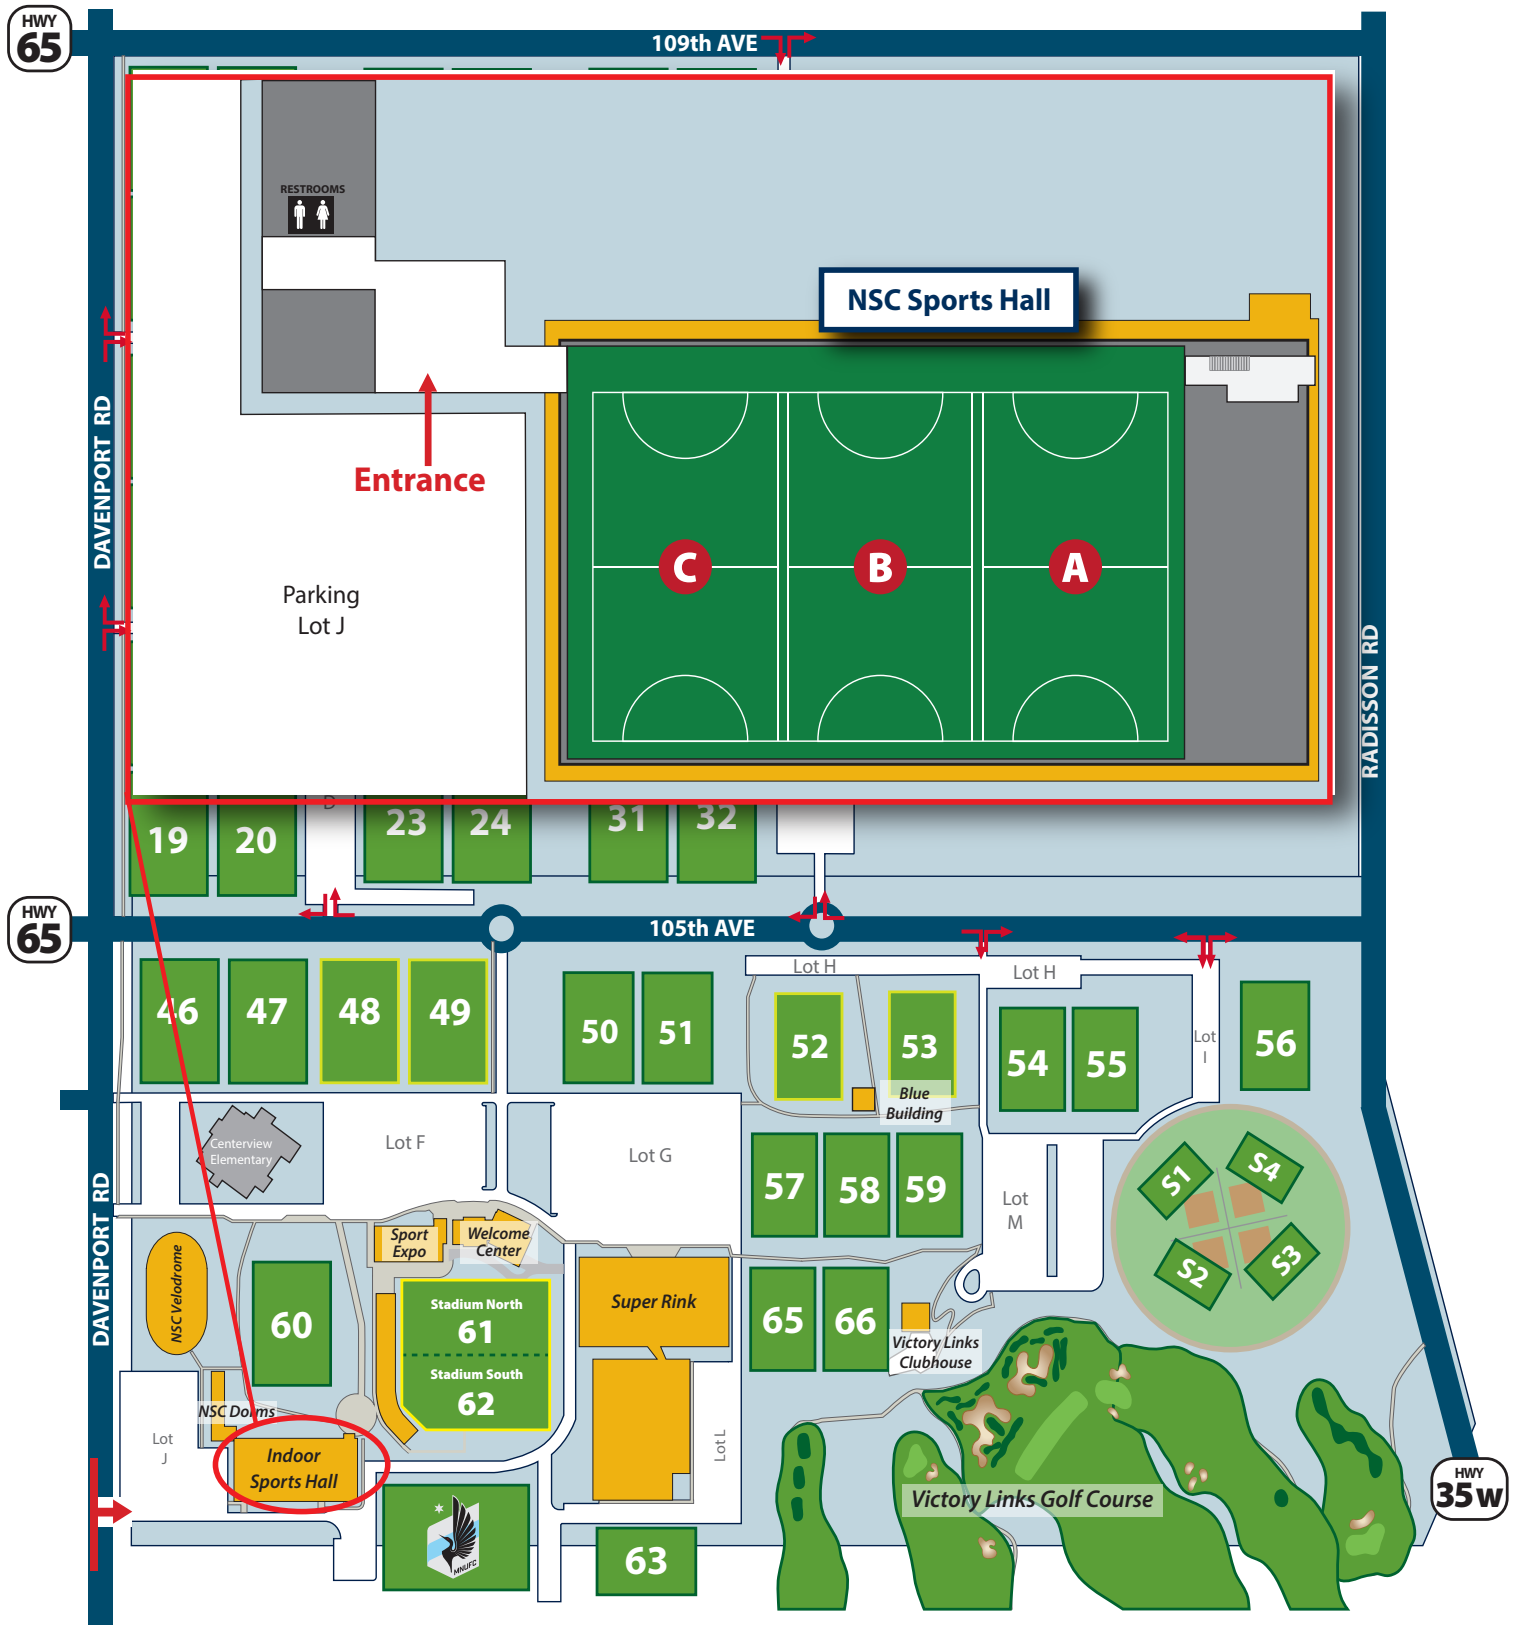 HWY
65
109th AVE
RESTROOMS
NSC Sports Hall
Entrance
DAVENPORT RD
Parking
Lot J
C
B
A
RADISSON RD
D
19
20
23
24
31
32
HWY
65
105th AVE
46
47
48
49
50
51
Lot H
52
53
Lot H
54
55
Lot
I
56
Blue
Building
Centerview
Elementary
Lot F
Lot G
57
58
59
Lot
M
S1
S4
S2
S3
DAVENPORT RD
Sport
Expo
Welcome
Center
NSC Velodrome
60
Stadium North
61
Stadium South
62
Super Rink
65
66
Victory Links
Clubhouse
NSC Dorms
Lot
J
Indoor
Sports Hall
Lot L
MNUFC
63
Victory Links Golf Course
HWY
35W